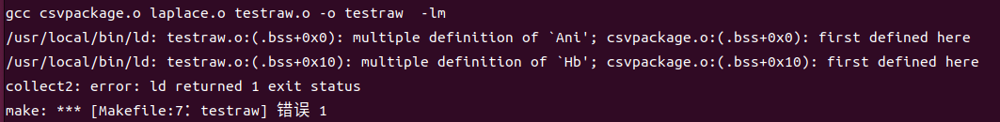 gcc csvpackage.o laplace.o testraw.o -o testraw  -lm
/usr/local/bin/ld: testraw.o:(.bss+0x0): multiple definition of `Ani'; csvpackage.o:(.bss+0x0): first defined here
/usr/local/bin/ld: testraw.o:(.bss+0x10): multiple definition of `Hb'; csvpackage.o:(.bss+0x10): first defined here
collect2: error: ld returned 1 exit status
make: *** [Makefile:7：testraw] 错误 1